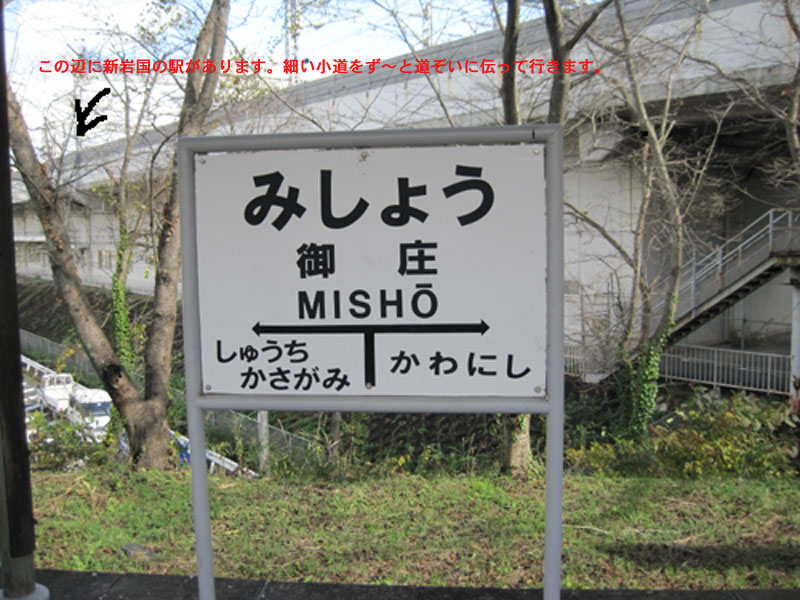 この辺に新岩国の駅があります。細い小道をず～と道ぞいに伝って行きます。
みしょう
御 庄
MISHŌ
しゅうち
かさがみ
かわにし